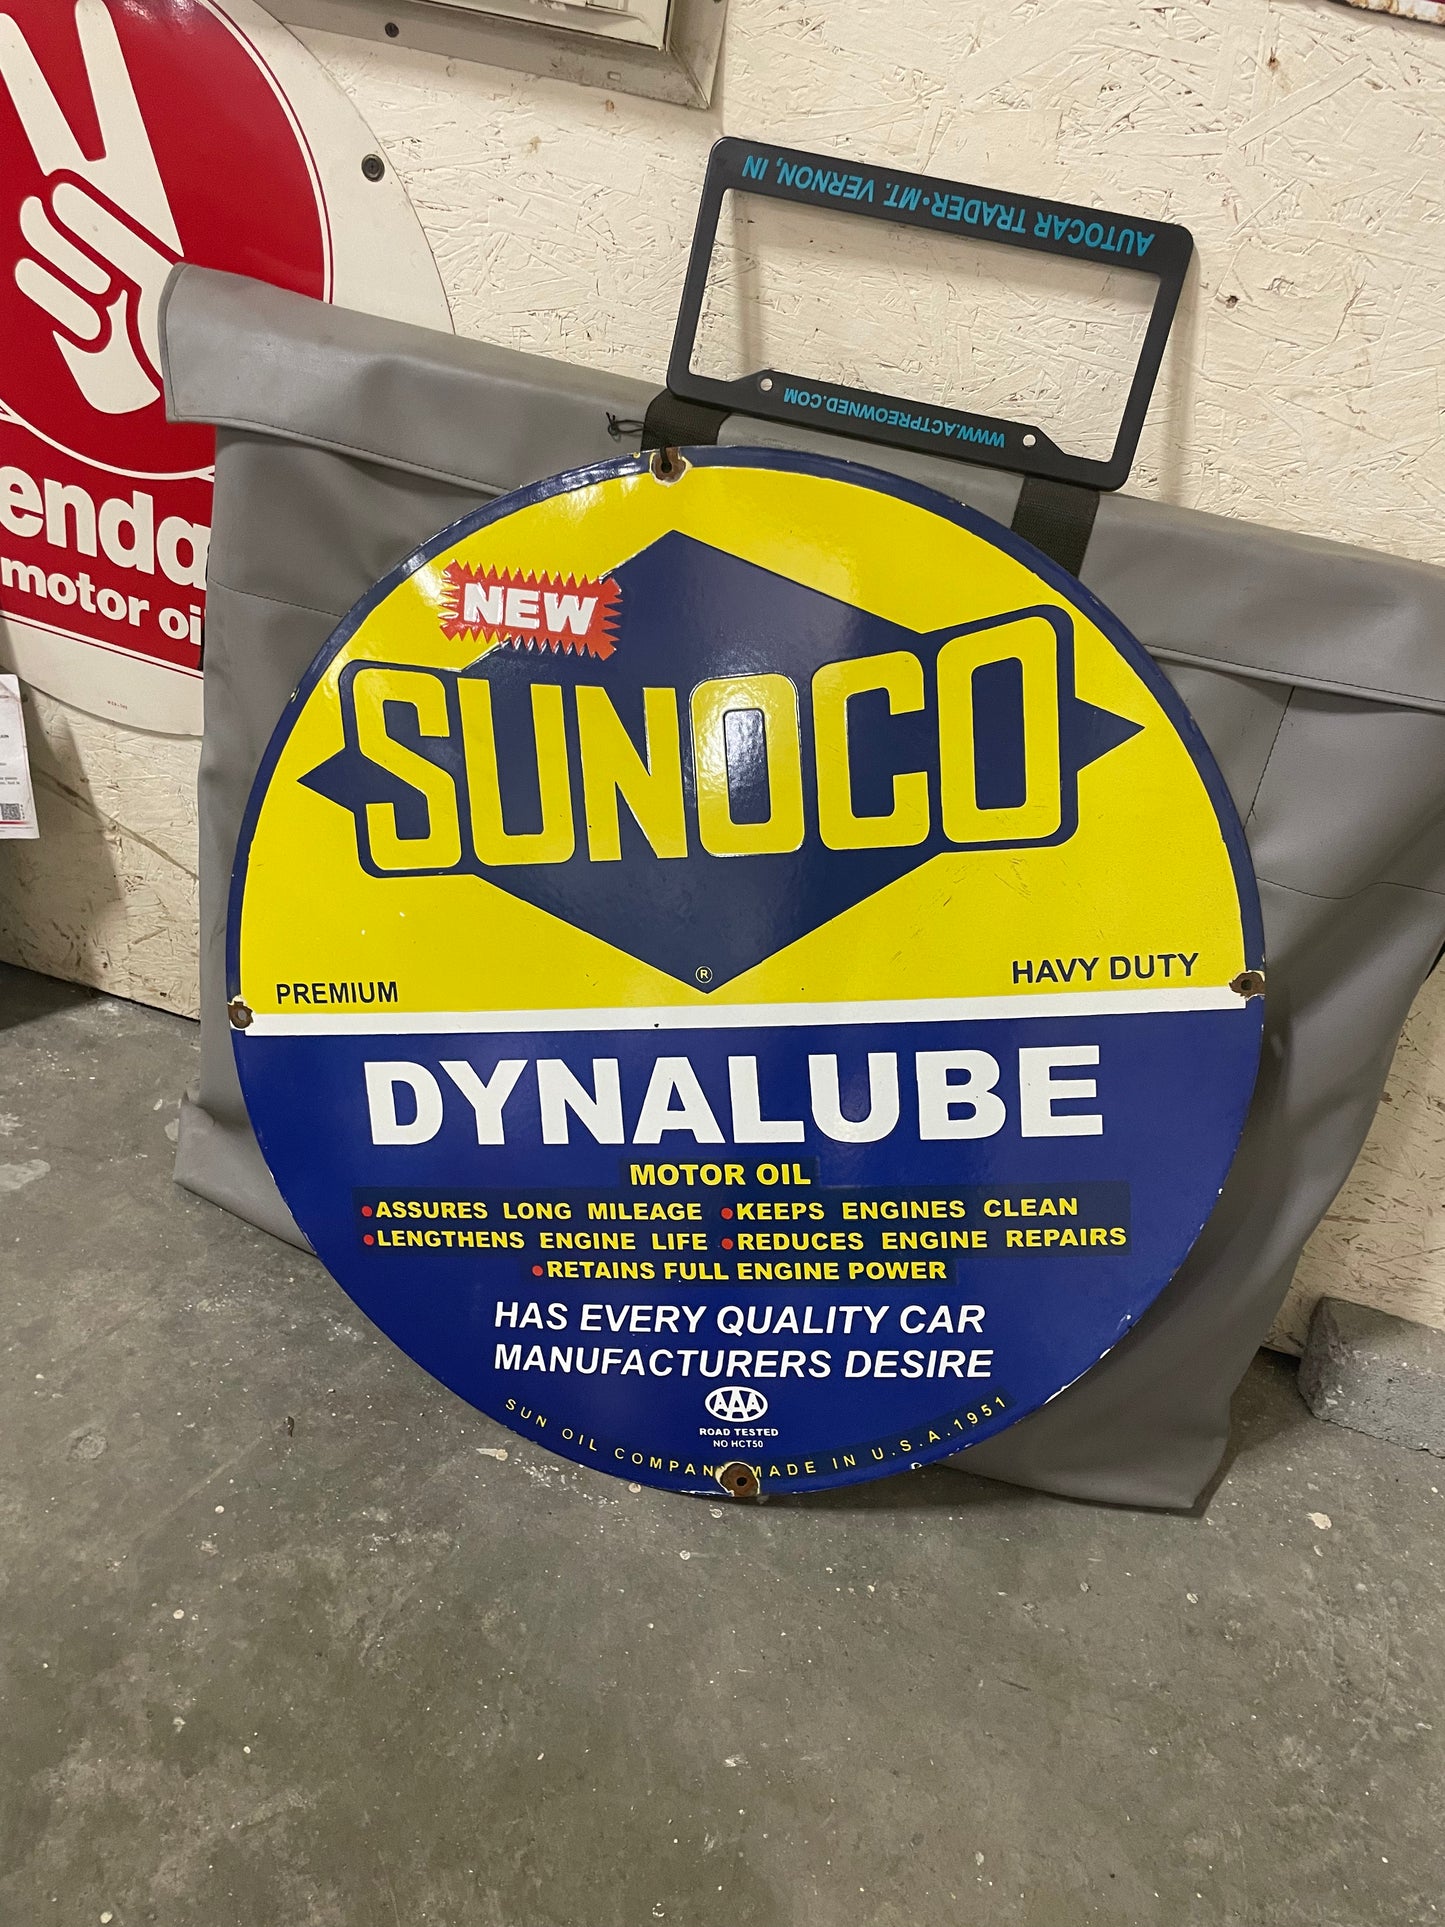 AUTOCAR TRADER•MT. VERNON, IN
WWW.ACTPREOWNED.COM
enda
motor oi
NEW
SUNOCO
®
PREMIUM
HAVY DUTY
DYNALUBE
MOTOR OIL
•ASSURES LONG MILEAGE •KEEPS ENGINES CLEAN
•LENGTHENS ENGINE LIFE •REDUCES ENGINE REPAIRS
•RETAINS FULL ENGINE POWER
HAS EVERY QUALITY CAR
MANUFACTURERS DESIRE
AAA
ROAD TESTED
NO HCT50
SUN OIL COMPANY MADE IN U.S.A. 1951